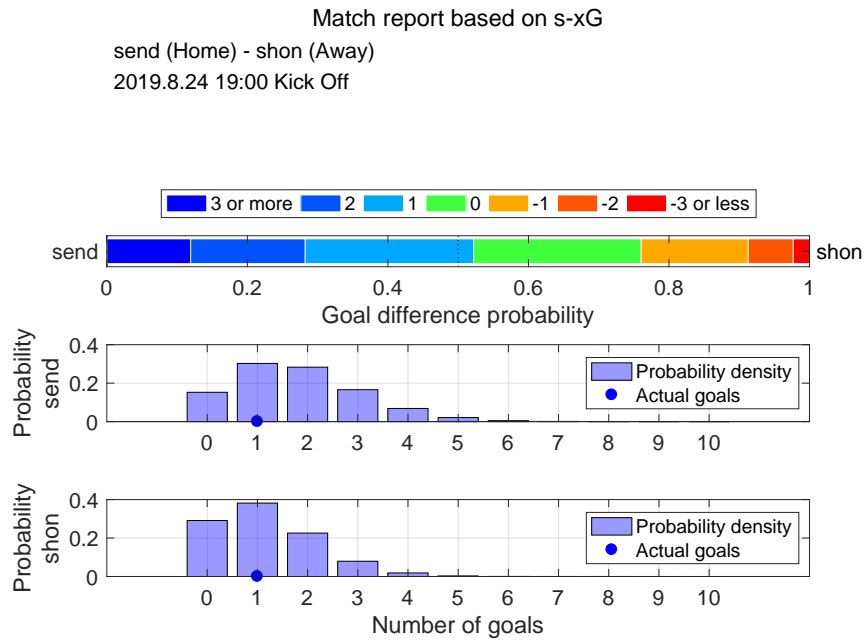 Match report based on s-xG
send (Home) - shon (Away)
2019.8.24 19:00 Kick Off
3 or more 2 1 0 -1 -2 -3 or less
send shon
0 0.2 0.4 0.6 0.8 1
Goal difference probability
Probability
send
0.4
0.2
0
Probability density
Actual goals
0 1 2 3 4 5 6 7 8 9 10
Probability
shon
0.4
0.2
0
Probability density
Actual goals
0 1 2 3 4 5 6 7 8 9 10
Number of goals